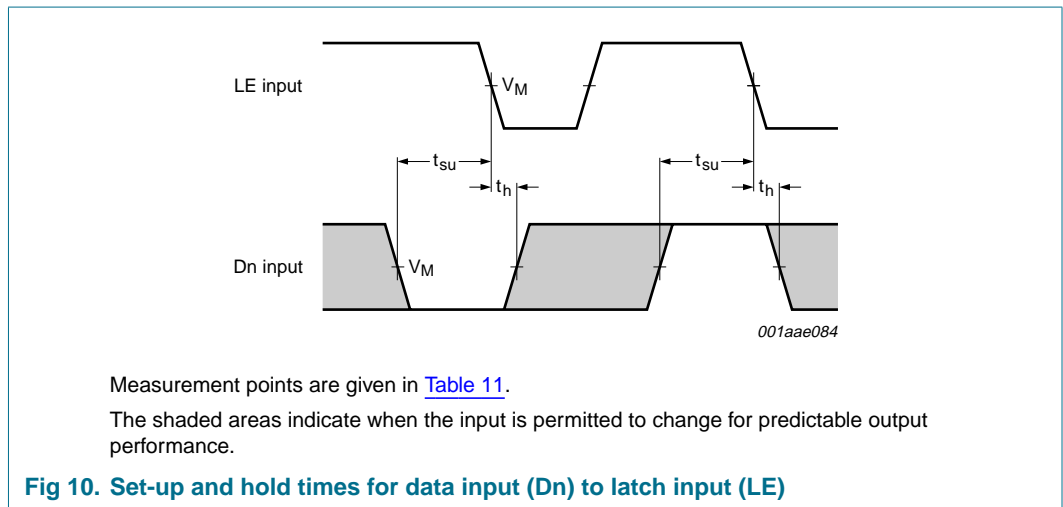 LE input
VM
tsu
tsu
th
th
Dn input
VM
001aae084
Measurement points are given in Table 11.
The shaded areas indicate when the input is permitted to change for predictable output
performance.
Fig 10. Set-up and hold times for data input (Dn) to latch input (LE)